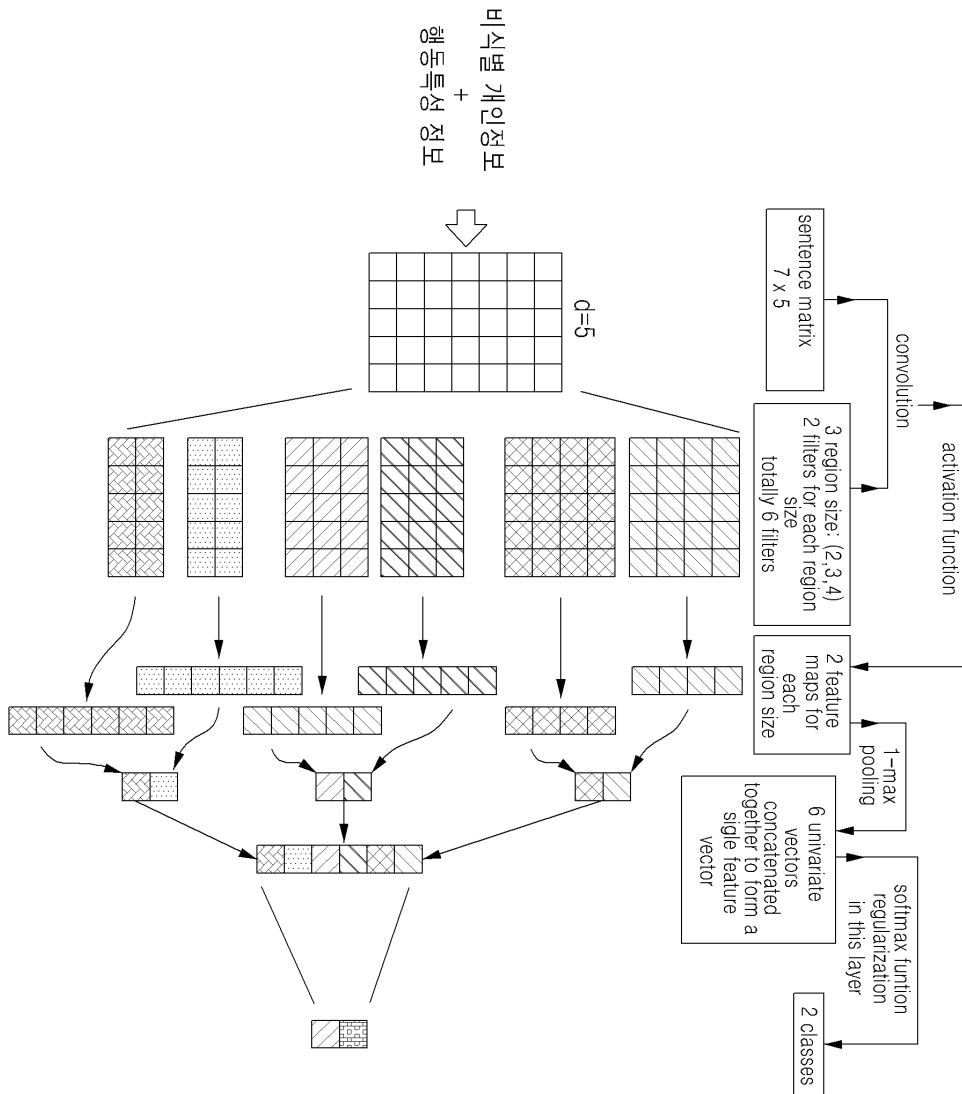 비식별 개인정보
+
행동특성 정보
d=5
sentence matrix
7 x 5
convolution
3 region size: (2,3,4)
2 filters for each region
size
totally 6 filters
activation function
2 feature
maps for
each
region size
1-max
pooling
6 univariate
vectors
concatenated
together to form a
sigle feature
vector
softmax funtion
regularization
in this layer
2 classes